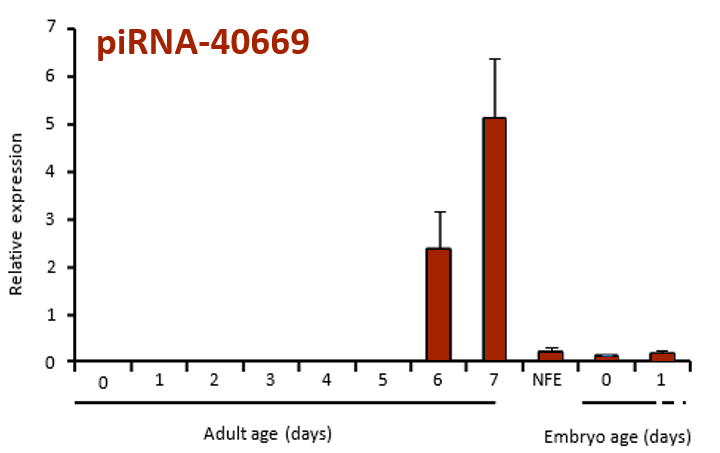 piRNA-40669
Relative expression
7
6
5
4
3
2
1
0
0 1 2 3 4 5 6 7 NFE 0 1
Adult age (days) Embryo age (days)